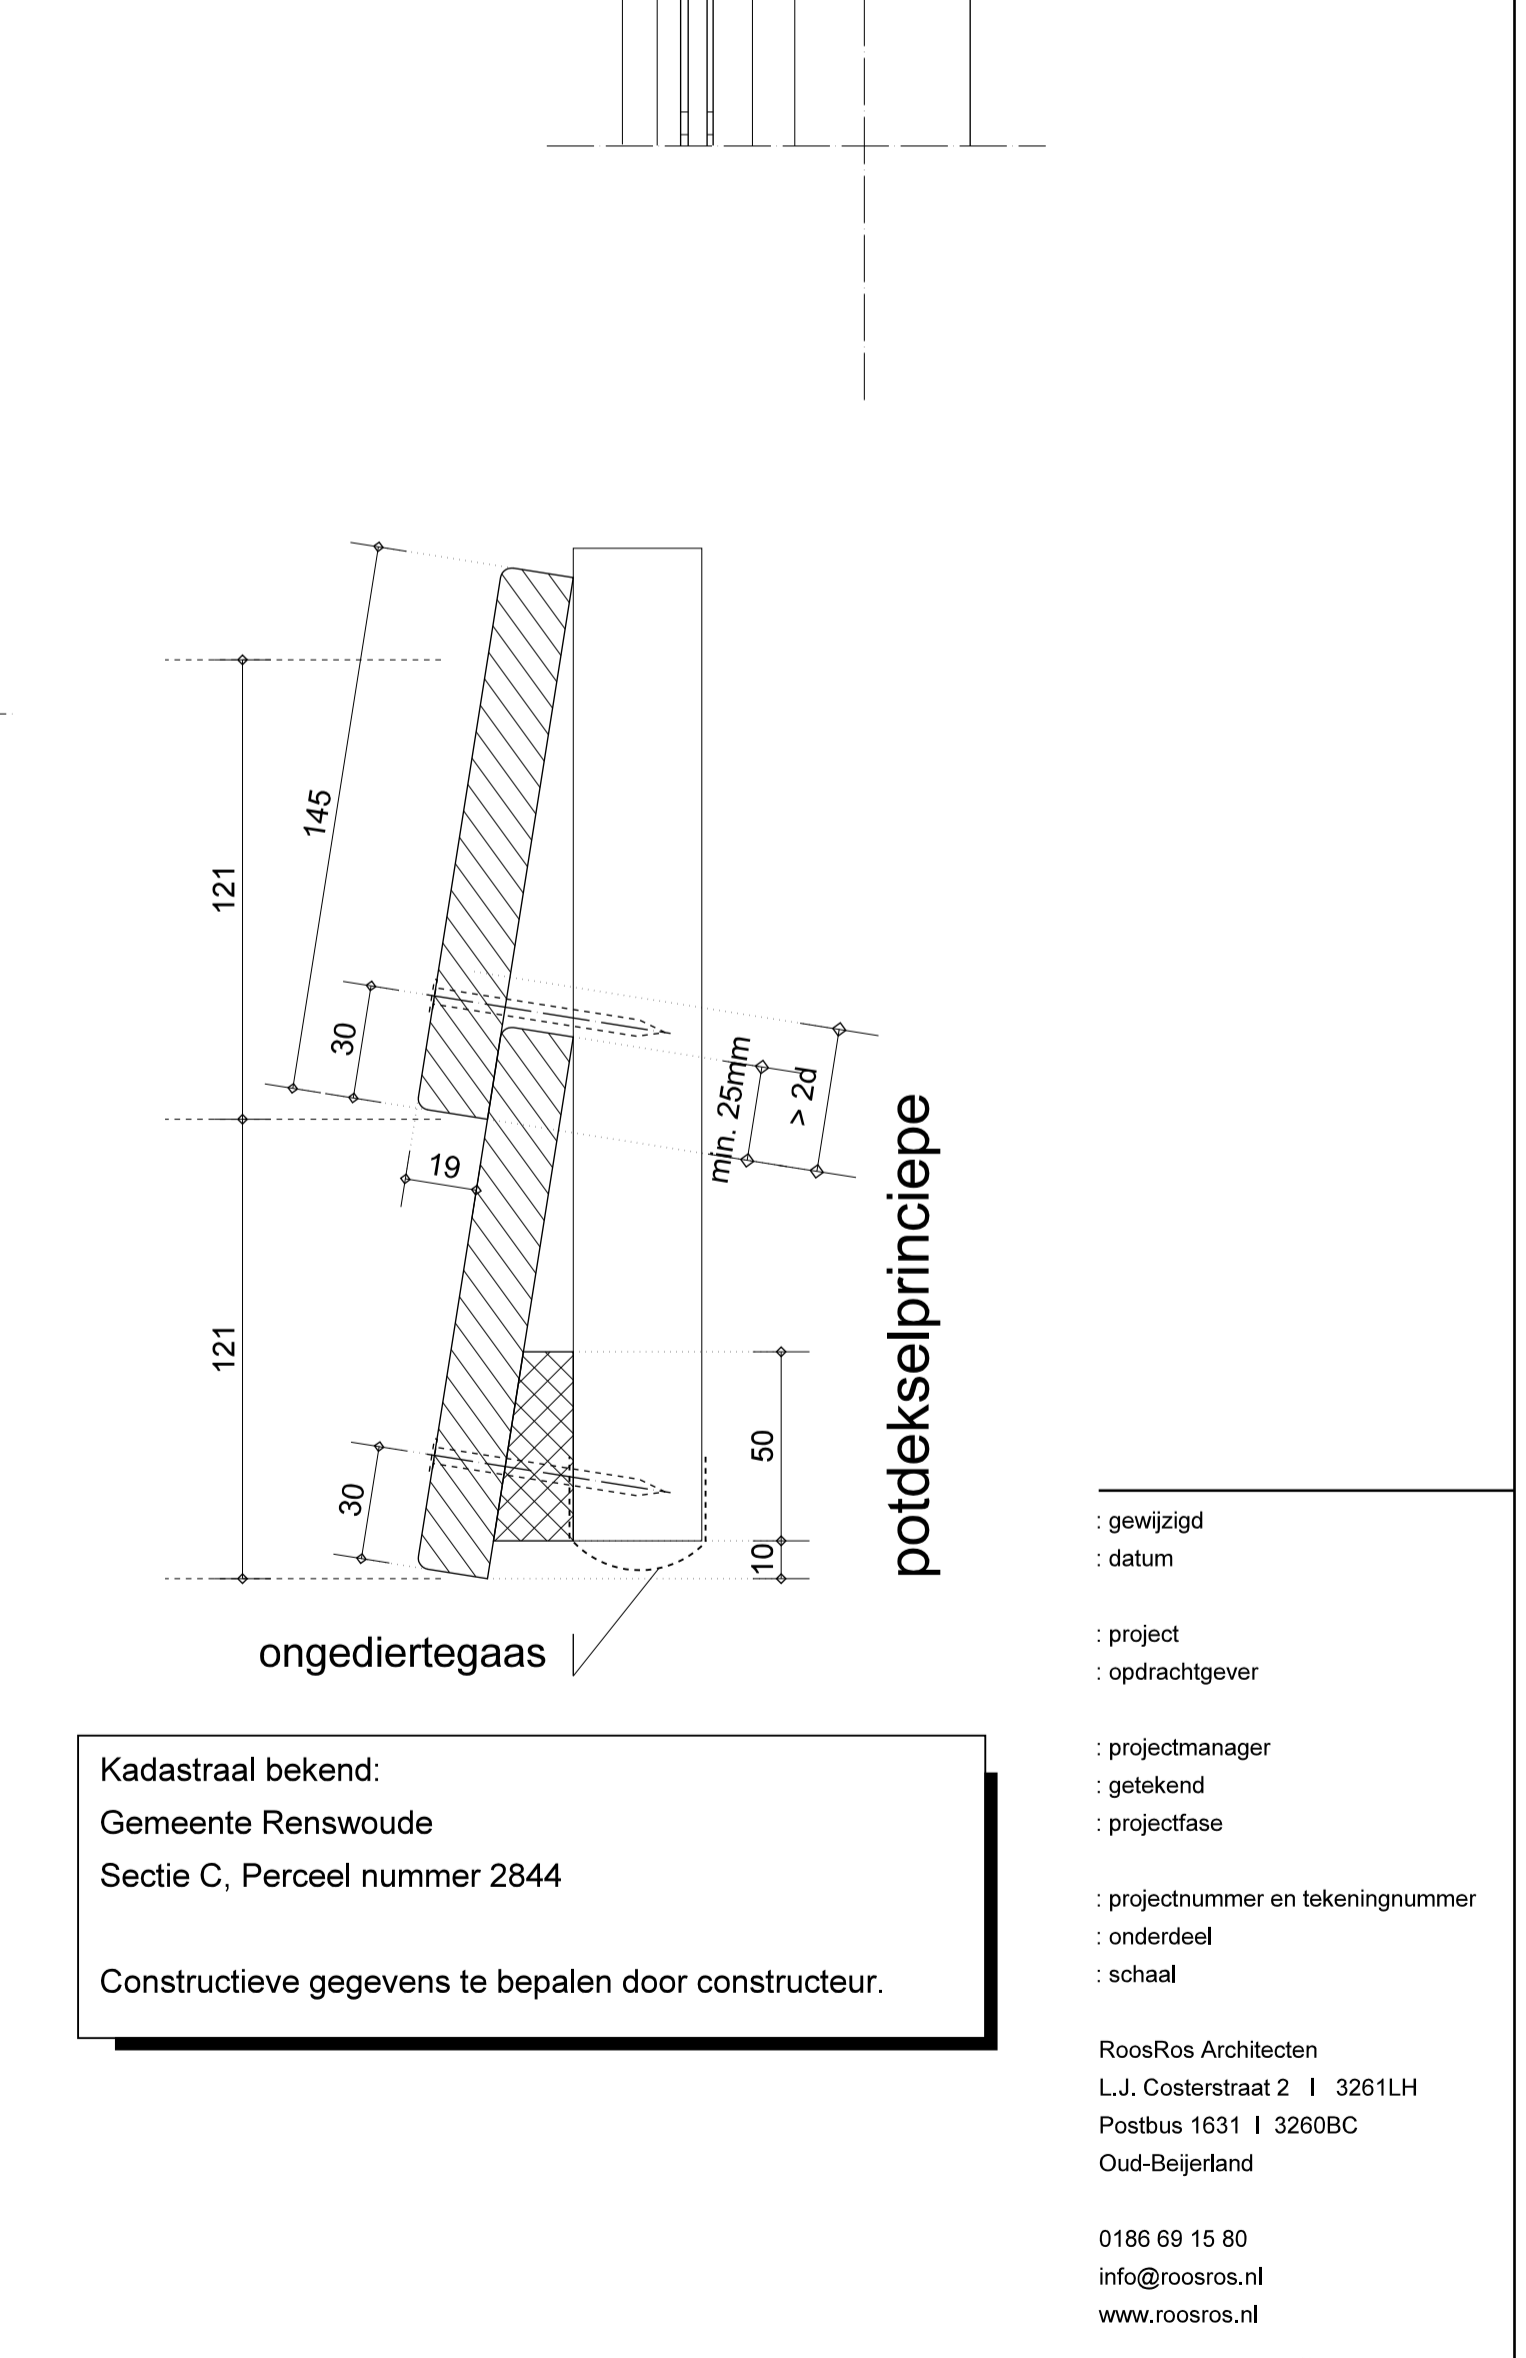 145
121
30
min. 25mm
> 2d
19
potdekselprinciepe
121
50
30
10
ongediertegaas
Kadastraal bekend:
Gemeente Renswoude
Sectie C, Perceel nummer 2844
Constructieve gegevens te bepalen door constructeur.
: gewijzigd
: datum
: project
: opdrachtgever
: projectmanager
: getekend
: projectfase
: projectnummer en tekeningnummer
: onderdeel
: schaal
RoosRos Architecten
L.J. Costerstraat 2 I 3261LH
Postbus 1631 I 3260BC
Oud-Beijerland
0186 69 15 80
info@roosros.nl
www.roosros.nl